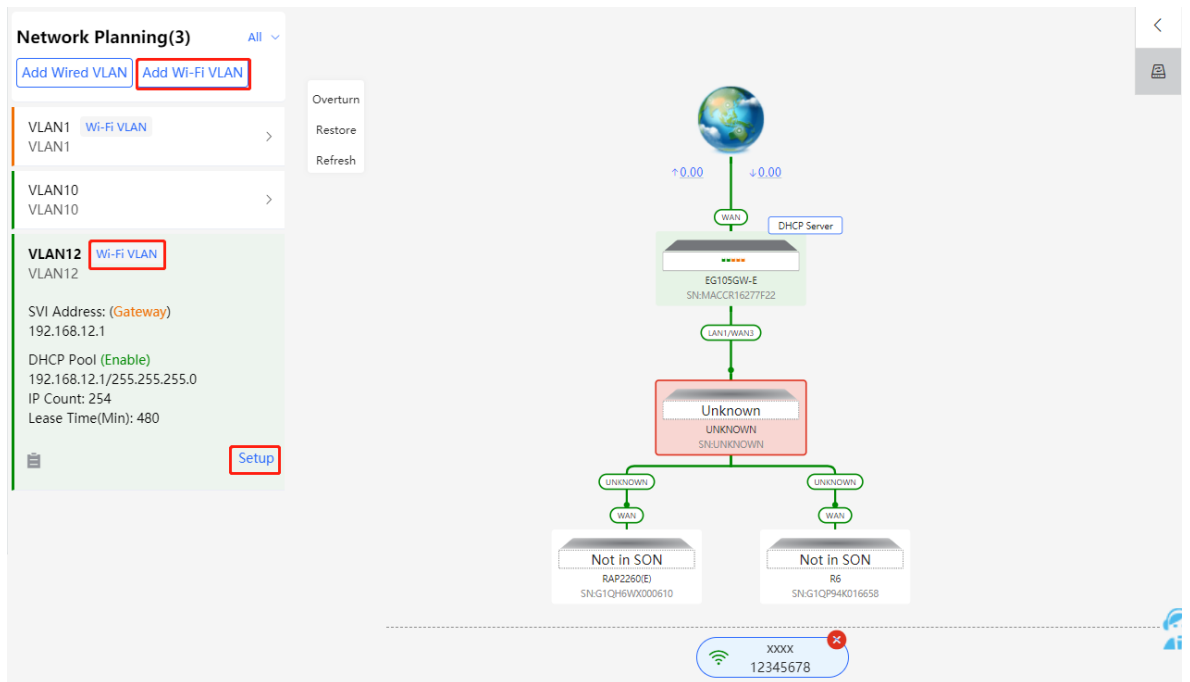 Network Planning(3)
All
Add Wired VLAN
Add Wi-Fi VLAN
VLAN1 Wi-Fi VLAN
VLAN1
VLAN10
VLAN10
VLAN12 Wi-Fi VLAN
VLAN12
SVI Address: (Gateway)
192.168.12.1
DHCP Pool (Enable)
192.168.12.1/255.255.255.0
IP Count: 254
Lease Time(Min): 480
Setup
Overturn
Restore
Refresh
↑0.00 ↓0.00
WAN
DHCP Server
EG105GW-E
SN:MACCR16277F22
LAN1/WAN3
Unknown
UNKNOWN
SN:UNKNOWN
UNKNOWN
UNKNOWN
WAN
WAN
Not in SON
RAP2260(E)
SN:G1QH6WX000610
Not in SON
R6
SN:G1QP94K016658
XXXX
12345678